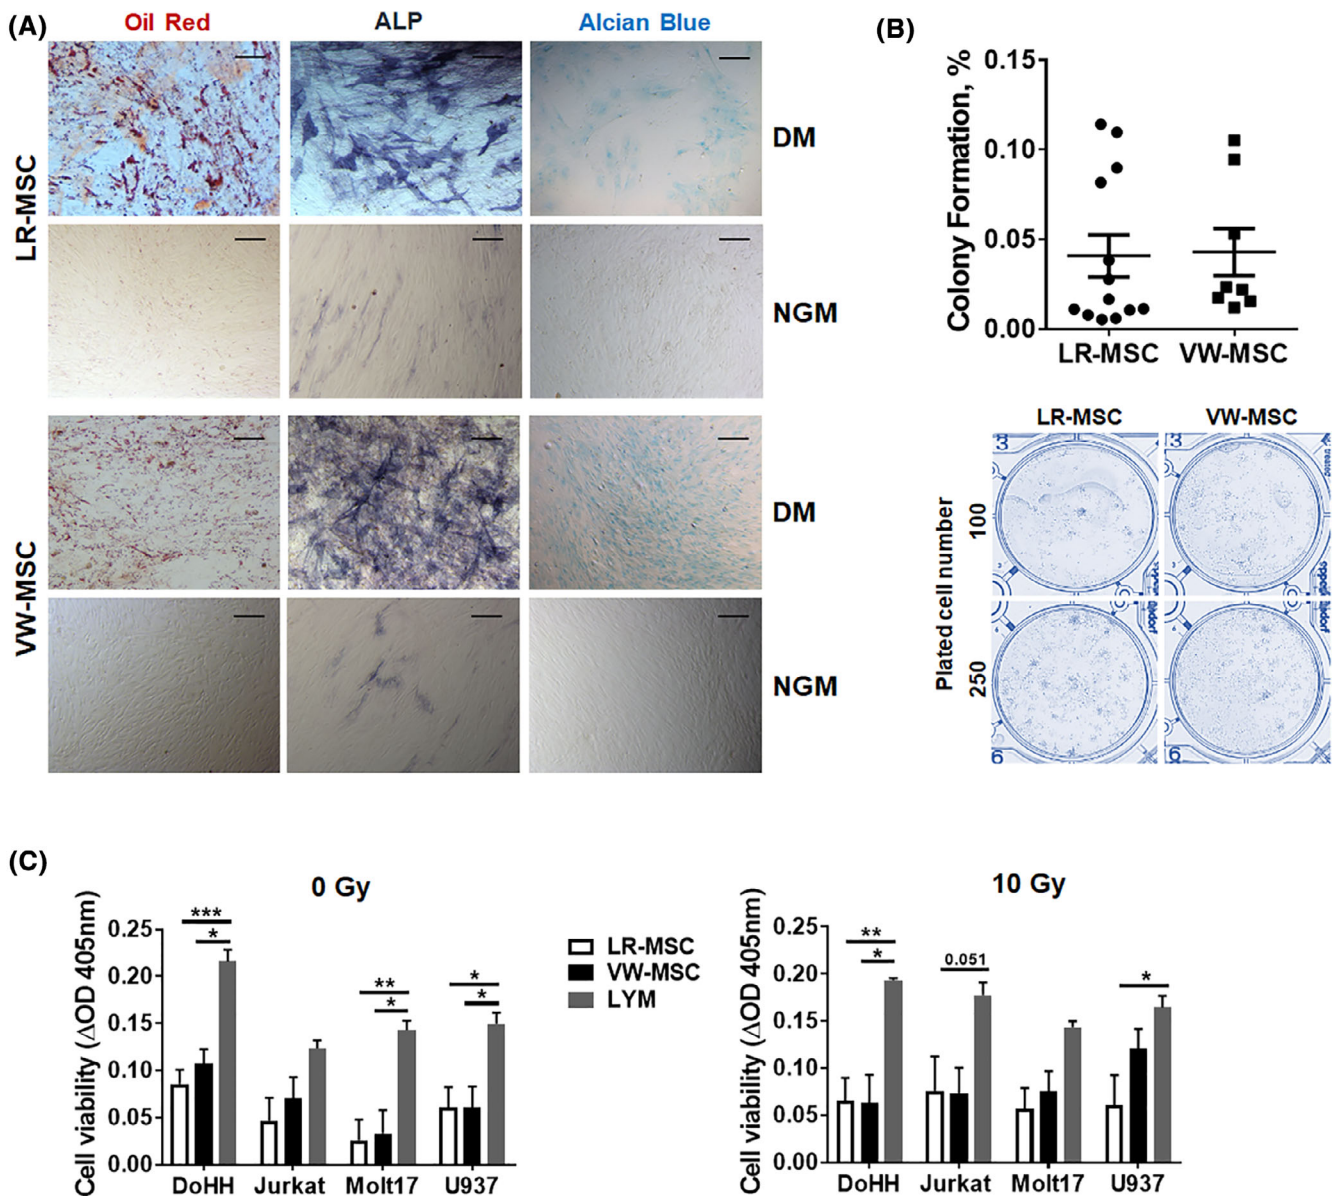 (A)
Oil Red
ALP
Alcian Blue
LR-MSC
DM
NGM
VW-MSC
DM
NGM
(B)
Colony Formation, %
0.15
0.10
0.05
0.00
LR-MSC
VW-MSC
LR-MSC
VW-MSC
Plated cell number
100
250
3
3
6
6
(C)
0 Gy
Cell viability (ΔOD 405nm)
0.25
0.20
0.15
0.10
0.05
0.00
***
*
**
*
*
*
DoHH
Jurkat
Molt17
U937
LR-MSC
VW-MSC
LYM
10 Gy
Cell viability (ΔOD 405nm)
0.25
0.20
0.15
0.10
0.05
0.00
**
*
0.051
*
DoHH
Jurkat
Molt17
U937